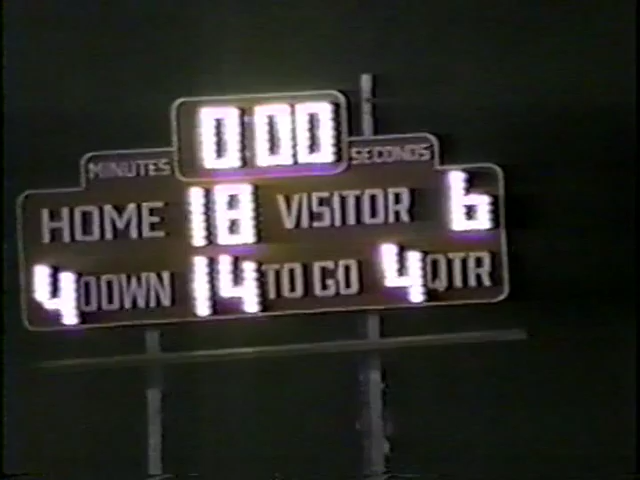 0:00
MINUTES SECONDS
HOME 18 VISITOR 6
4 DOWN 14 TO GO 4 QTR